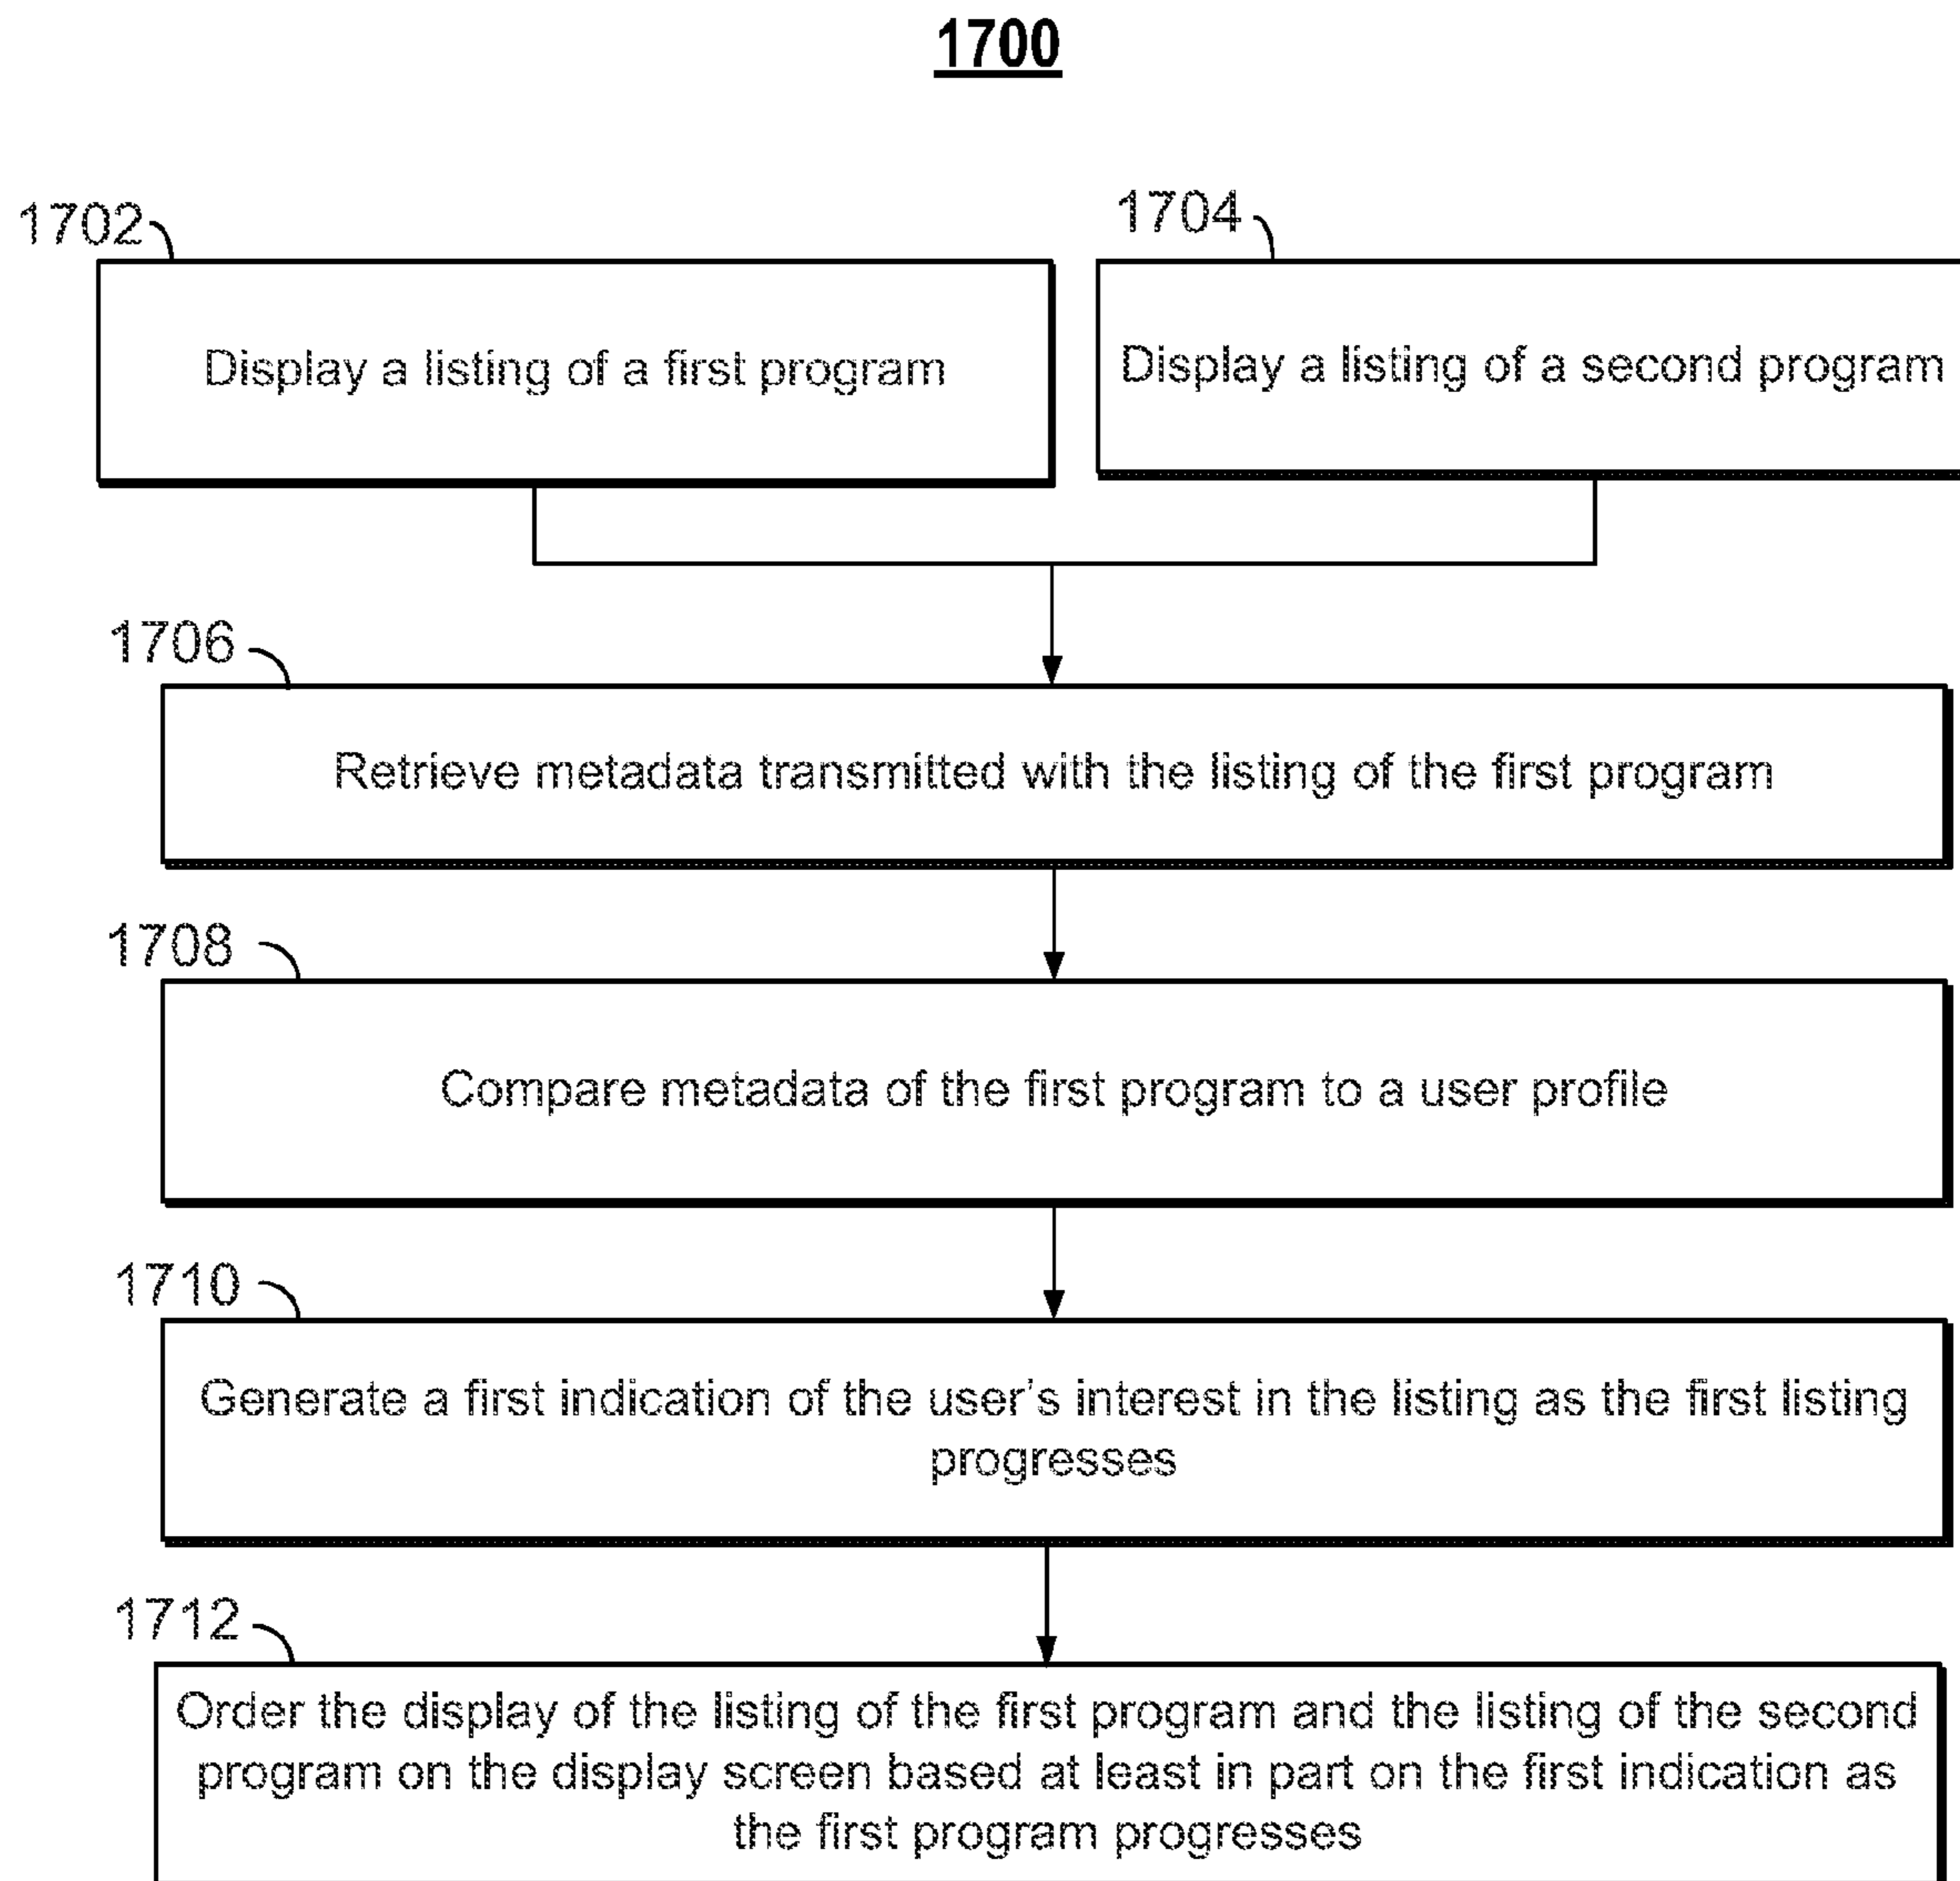 1700
1702
1704
Display a listing of a first program
Display a listing of a second program
1706
Retrieve metadata transmitted with the listing of the first program
1708
Compare metadata of the first program to a user profile
1710
Generate a first indication of the user's interest in the listing as the first listing
progresses
1712
Order the display of the listing of the first program and the listing of the second
program on the display screen based at least in part on the first indication as
the first program progresses